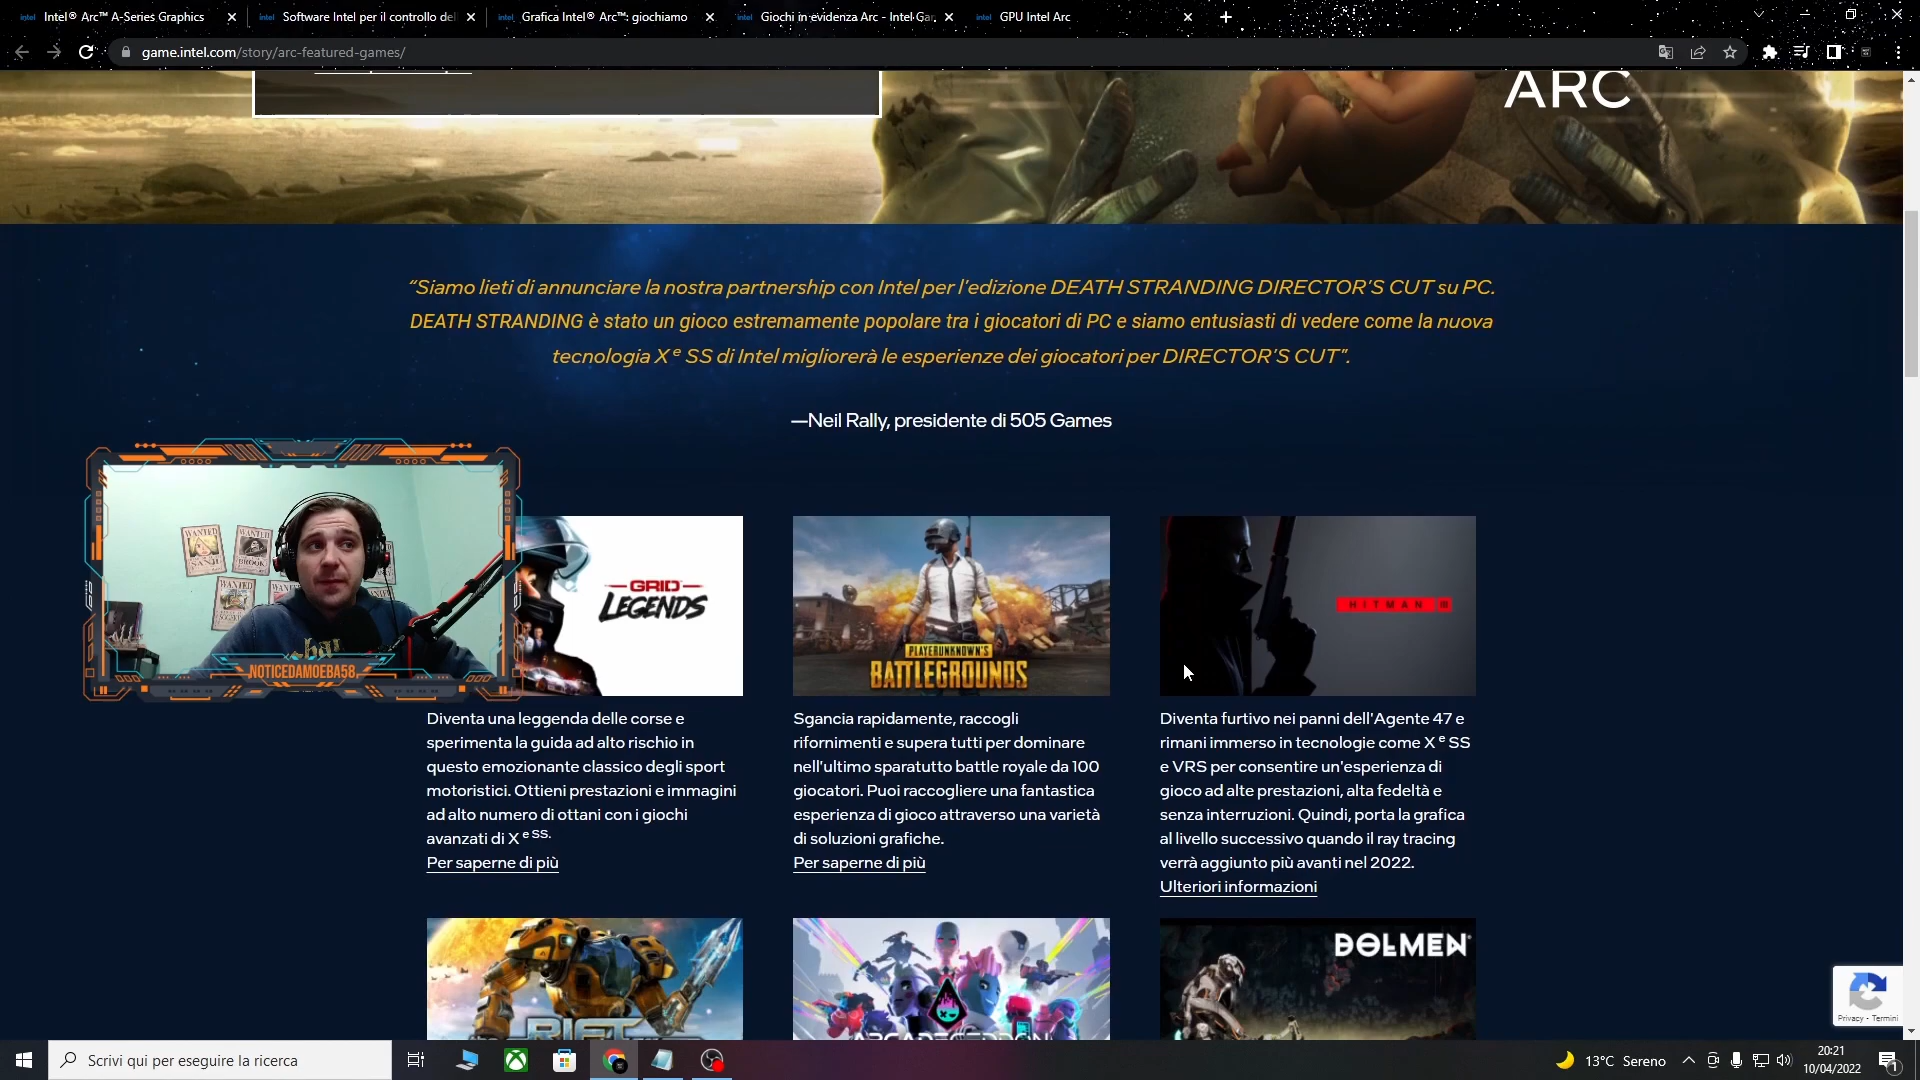 Intel® Arc™ A-Series Graphics
Software Intel per il controllo del
Grafica Intel® Arc™: giochiamo
Giochi in evidenza Arc - Intel Ga
GPU Intel Arc
game.intel.com/story/arc-featured-games/
ARC
“Siamo lieti di annunciare la nostra partnership con Intel per l'edizione DEATH STRANDING DIRECTOR'S CUT su PC.
DEATH STRANDING è stato un gioco estremamente popolare tra i giocatori di PC e siamo entusiasti di vedere come la nuova
tecnologia X e SS di Intel migliorerà le esperienze dei giocatori per DIRECTOR'S CUT”.
—Neil Rally, presidente di 505 Games
WANTED
SANJI
WANTED
BROOK
WANTED
NOTICEDAMOEBA58
GRID
LEGENDS
PLAYERUNKNOWN'S
BATTLEGROUNDS
HITMAN III
Diventa una leggenda delle corse e
sperimenta la guida ad alto rischio in
questo emozionante classico degli sport
motoristici. Ottieni prestazioni e immagini
ad alto numero di ottani con i giochi
avanzati di X e SS.
Per saperne di più
Sgancia rapidamente, raccogli
rifornimenti e supera tutti per dominare
nell'ultimo sparatutto battle royale da 100
giocatori. Puoi raccogliere una fantastica
esperienza di gioco attraverso una varietà
di soluzioni grafiche.
Per saperne di più
Diventa furtivo nei panni dell'Agente 47 e
rimani immerso in tecnologie come X e SS
e VRS per consentire un'esperienza di
gioco ad alte prestazioni, alta fedeltà e
senza interruzioni. Quindi, porta la grafica
al livello successivo quando il ray tracing
verrà aggiunto più avanti nel 2022.
Ulteriori informazioni
RIFT
ARCADEGEDDON
DOLMEN
Privacy - Termini
Scrivi qui per eseguire la ricerca
13°C Sereno
20:21
10/04/2022
1